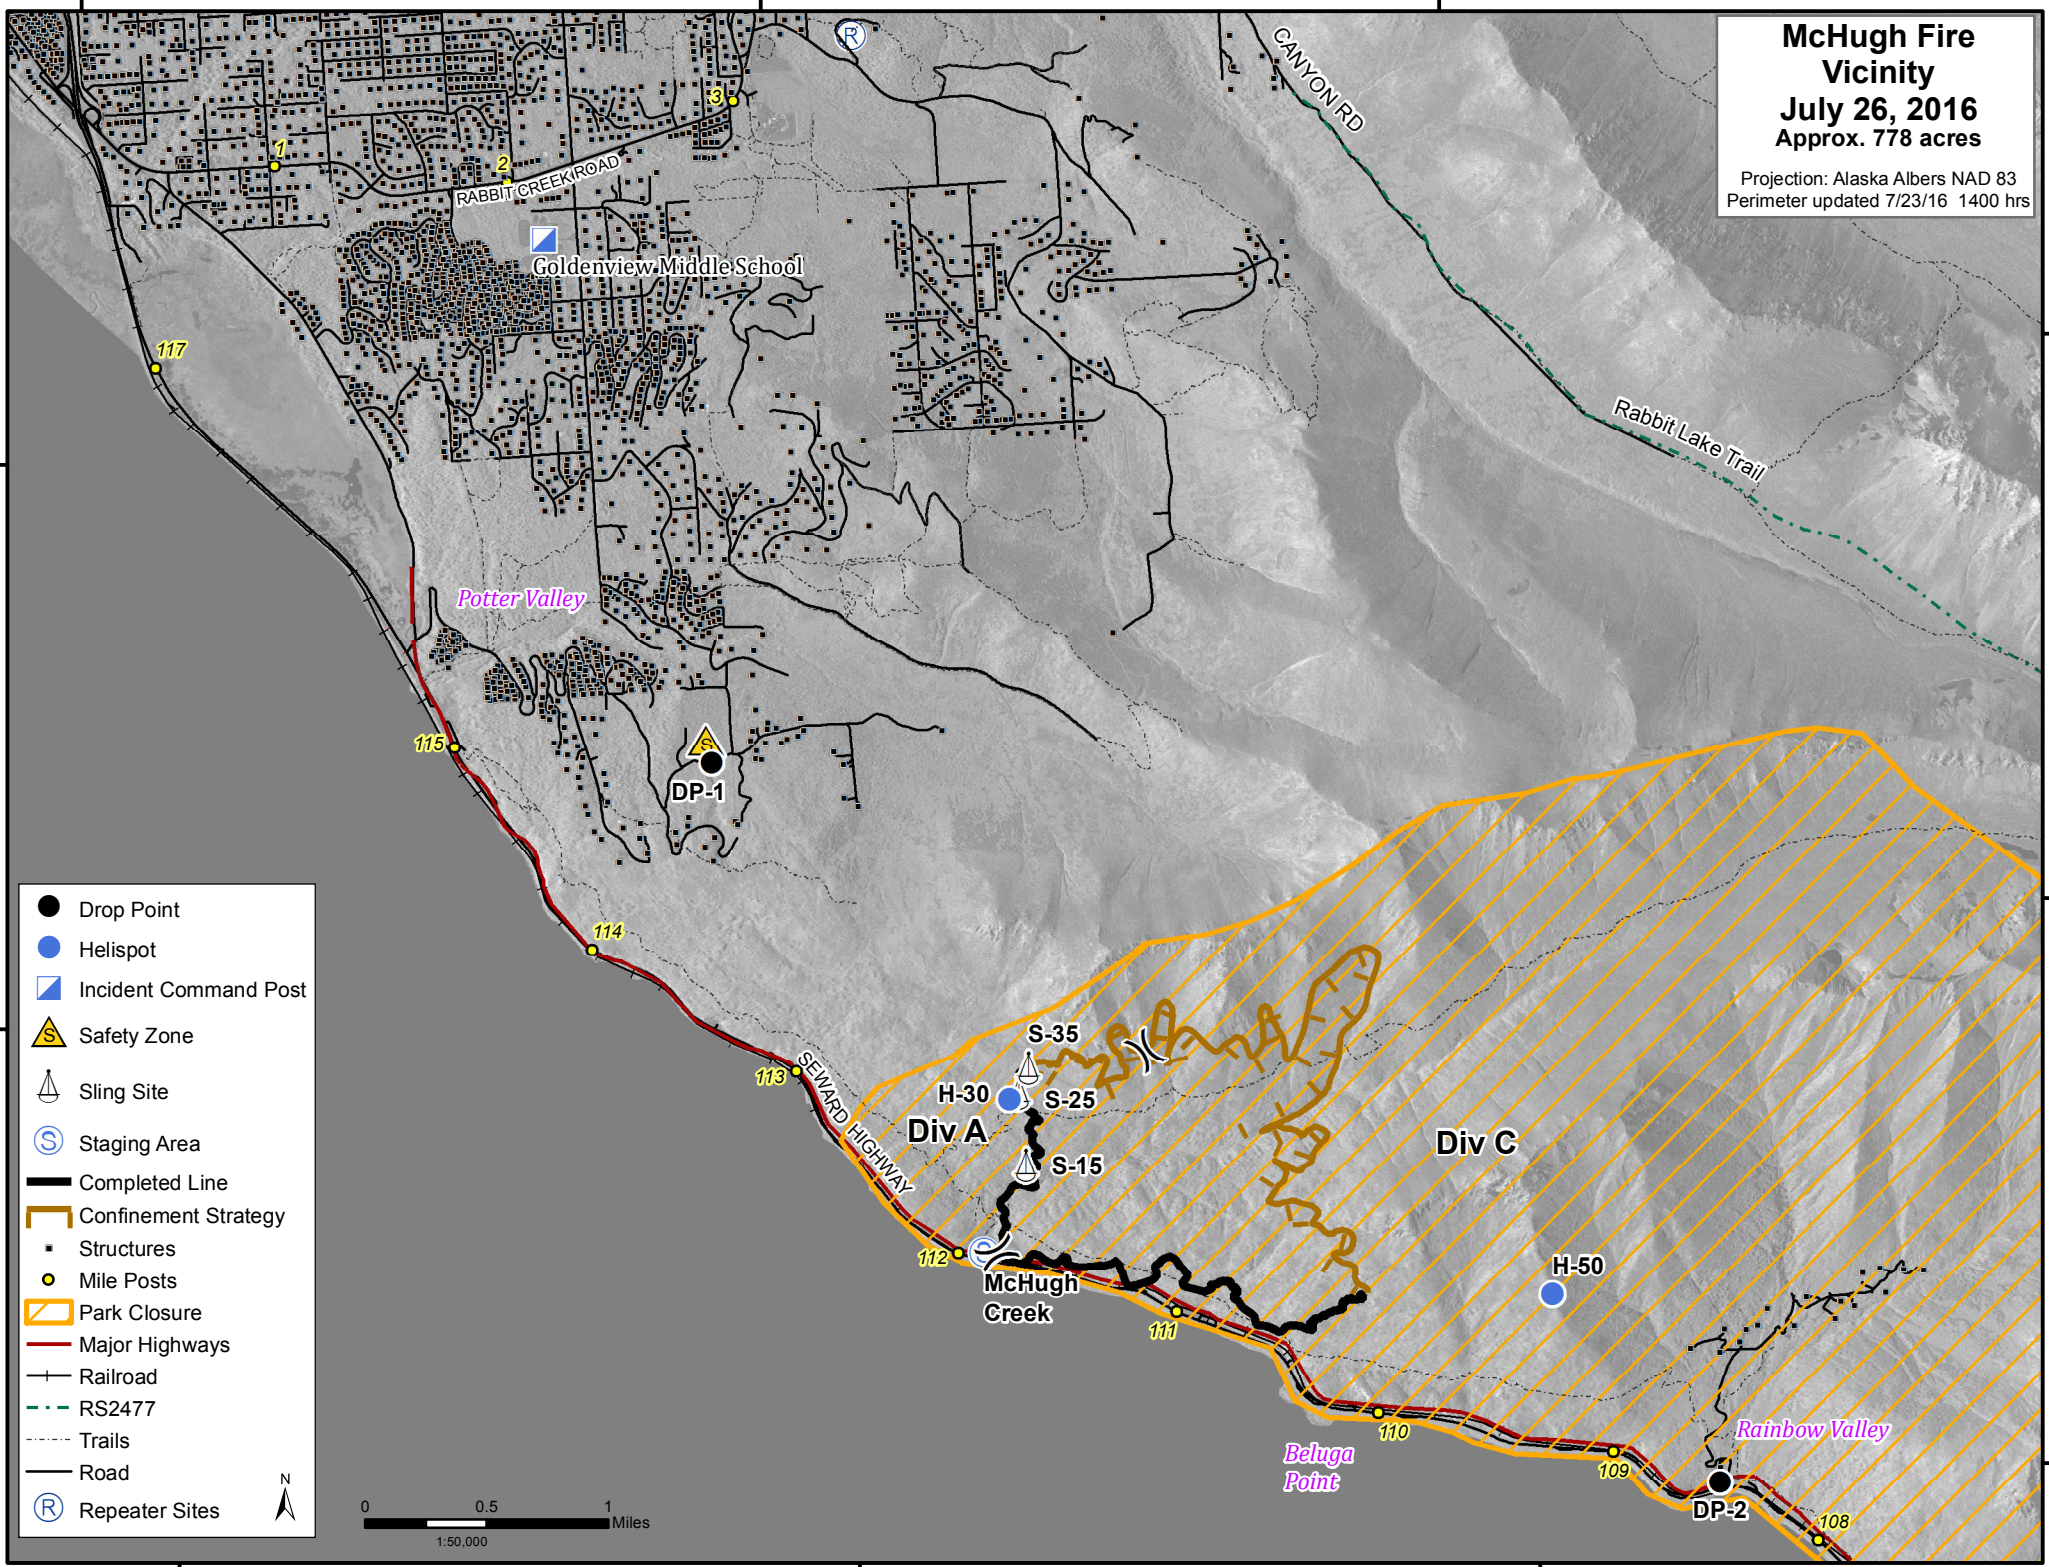 McHugh Fire
Vicinity
July 26, 2016
Approx. 778 acres
Projection: Alaska Albers NAD 83
Perimeter updated 7/23/16 1400 hrs
R
CANYON RD
3
1
2
RABBIT CREEK ROAD
Goldenview Middle School
117
Rabbit Lake Trail
Potter Valley
115
S
DP-1
114
S-35
113
SEWARD HIGHWAY
H-30
S-25
Div A
Div C
S-15
112
S
McHugh
Creek
111
H-50
110
Beluga
Point
109
Rainbow Valley
DP-2
108
Drop Point
Helispot
Incident Command Post
S
Safety Zone
Sling Site
S
Staging Area
Completed Line
Confinement Strategy
Structures
Mile Posts
Park Closure
Major Highways
Railroad
RS2477
Trails
Road
R
Repeater Sites
N
0 0.5 1
Miles
1:50,000